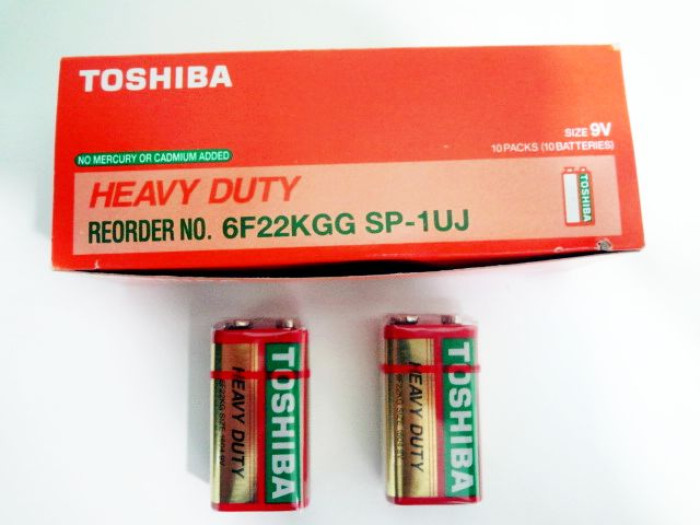 TOSHIBA
SIZE 9V
10 PACKS (10 BATTERIES)
NO MERCURY OR CADMIUM ADDED
HEAVY DUTY
REORDER NO. 6F22KGG SP-1UJ
TOSHIBA
HEAVY DUTY
TOSHIBA
HEAVY DUTY
TOSHIBA